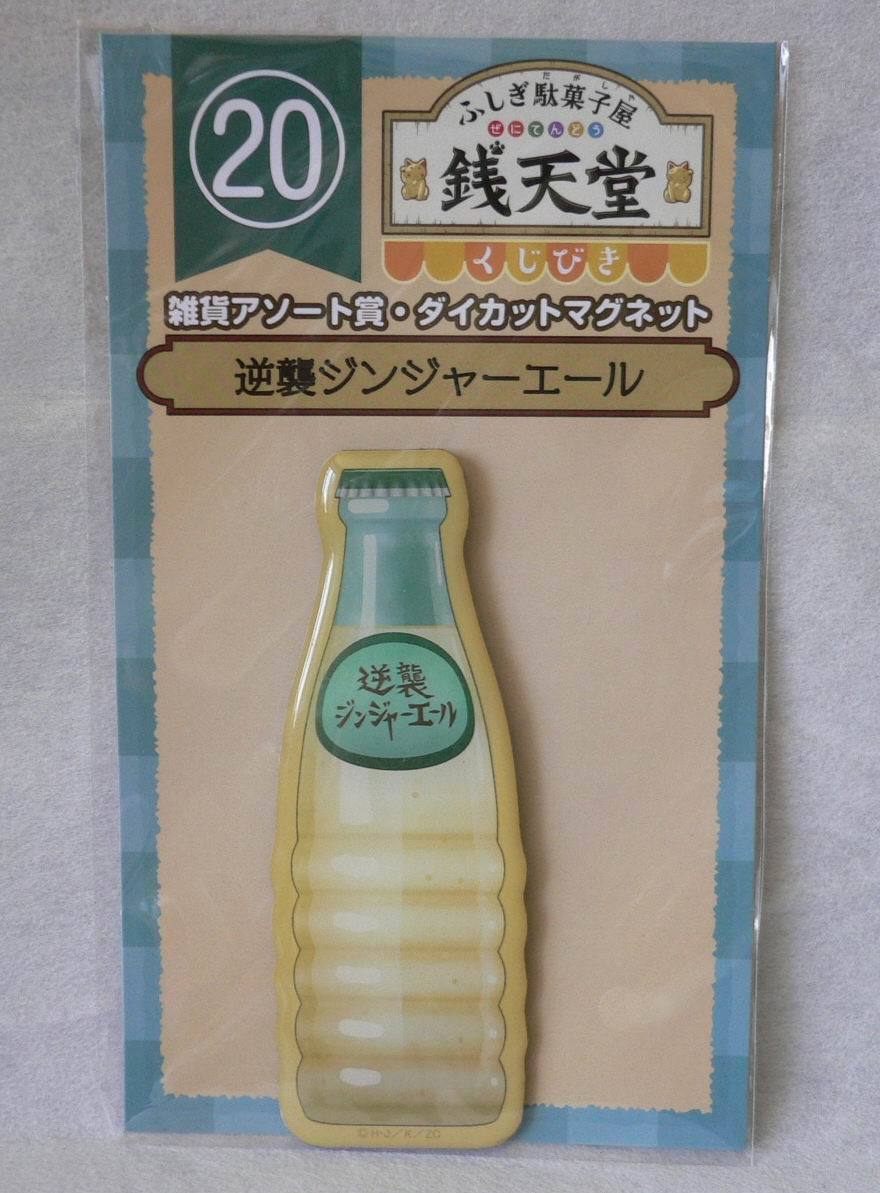 20
だがしや
ふしぎ駄菓子屋
ぜにてんどう
銭天堂
くじびき
雑貨アソート賞・ダイカットマグネット
逆襲ジンジャーエール
逆襲
ジンジャーエール
©H・J／K／ZC